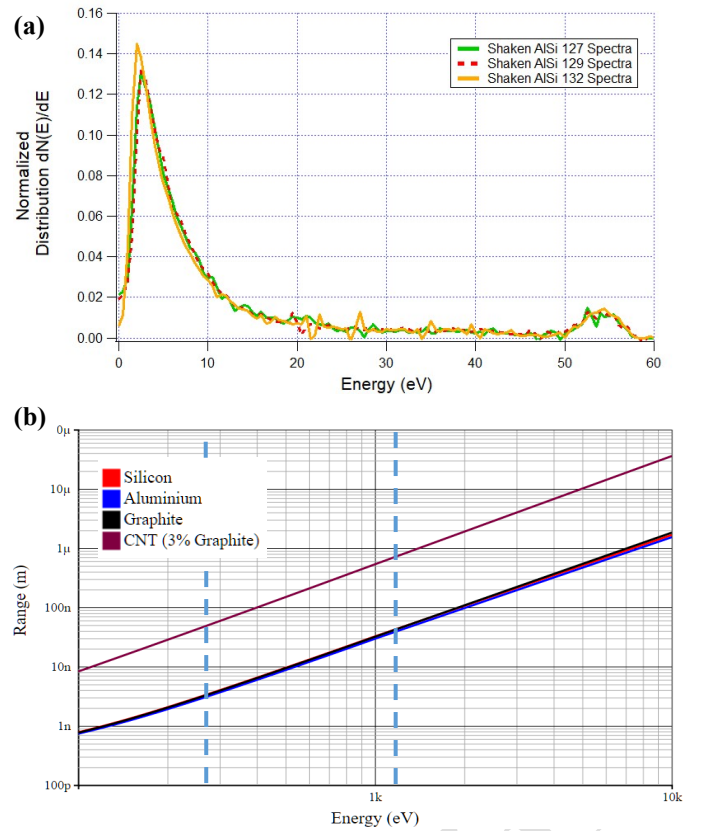 (a)
0.16
0.14
0.12
0.10
0.08
0.06
0.04
0.02
0.00
Normalized
Distribution dN(E)/dE
Shaken AlSi 127 Spectra
Shaken AlSi 129 Spectra
Shaken AlSi 132 Spectra
0 10 20 30 40 50 60
Energy (eV)
(b)
0μ
10μ
1μ
100n
10n
1n
100p
Range (m)
Silicon
Aluminium
Graphite
CNT (3% Graphite)
1k 10k
Energy (eV)